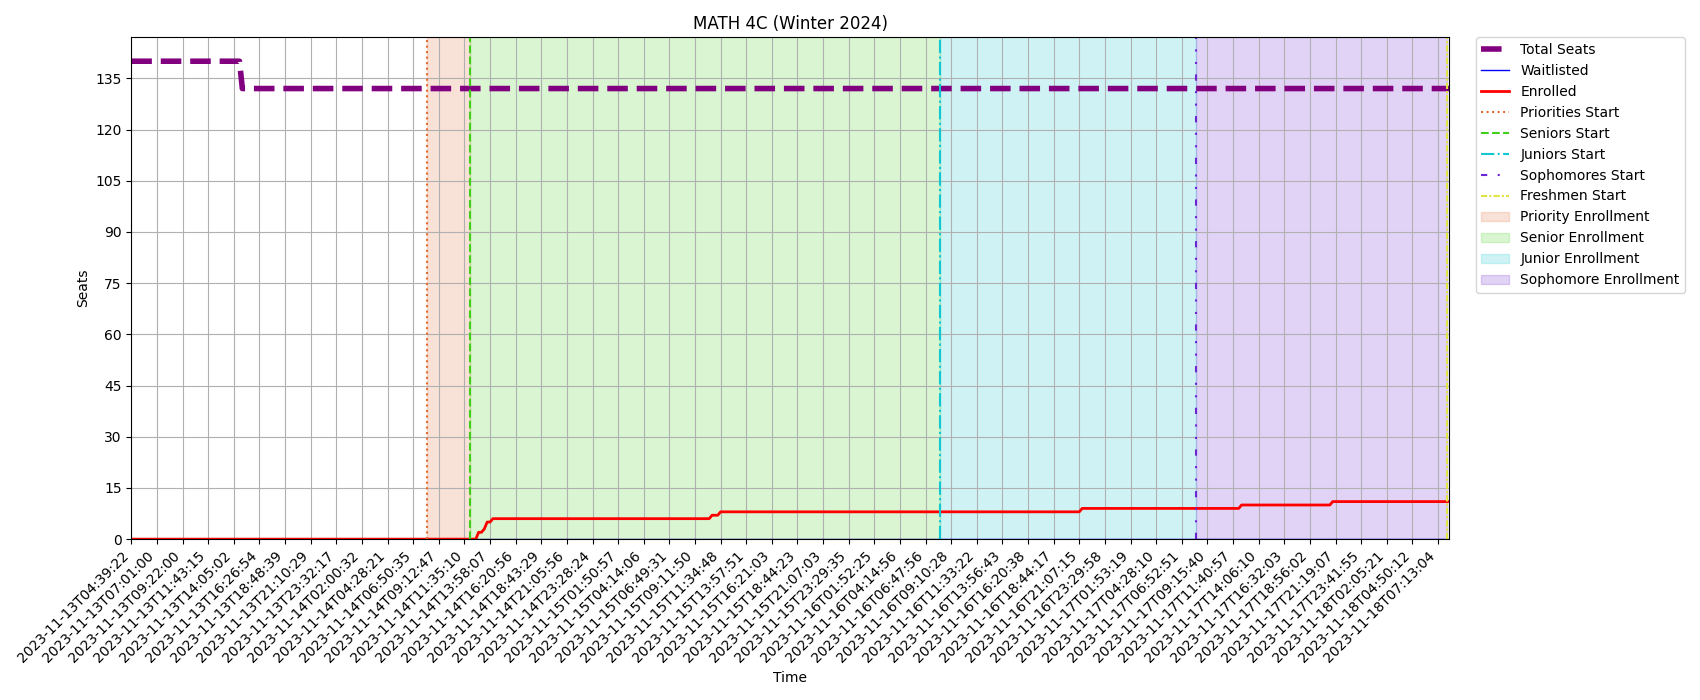 MATH 4C (Winter 2024)
Seats
135
120
105
90
75
60
45
30
15
0
2023-11-13T04:39:22
2023-11-13T07:01:00
2023-11-13T09:22:00
2023-11-13T11:43:15
2023-11-13T14:05:02
2023-11-13T16:26:54
2023-11-13T18:48:39
2023-11-13T21:10:29
2023-11-13T23:32:17
2023-11-14T02:00:32
2023-11-14T04:28:21
2023-11-14T06:50:35
2023-11-14T09:12:47
2023-11-14T11:35:10
2023-11-14T13:58:07
2023-11-14T16:20:56
2023-11-14T18:43:29
2023-11-14T21:05:56
2023-11-14T23:28:24
2023-11-15T01:50:57
2023-11-15T04:14:06
2023-11-15T06:49:31
2023-11-15T09:11:50
2023-11-15T11:34:48
2023-11-15T13:57:51
2023-11-15T16:21:03
2023-11-15T18:44:23
2023-11-15T21:07:03
2023-11-15T23:29:35
2023-11-16T01:52:25
2023-11-16T04:14:56
2023-11-16T06:47:56
2023-11-16T09:10:28
2023-11-16T11:33:22
2023-11-16T13:56:43
2023-11-16T16:20:38
2023-11-16T18:44:17
2023-11-16T21:07:15
2023-11-16T23:29:58
2023-11-17T01:53:19
2023-11-17T04:28:10
2023-11-17T06:52:51
2023-11-17T09:15:40
2023-11-17T11:40:57
2023-11-17T14:06:10
2023-11-17T16:32:03
2023-11-17T18:56:02
2023-11-17T21:19:07
2023-11-17T23:41:55
2023-11-18T02:05:21
2023-11-18T04:50:12
2023-11-18T07:13:04
Time
Total Seats
Waitlisted
Enrolled
Priorities Start
Seniors Start
Juniors Start
Sophomores Start
Freshmen Start
Priority Enrollment
Senior Enrollment
Junior Enrollment
Sophomore Enrollment